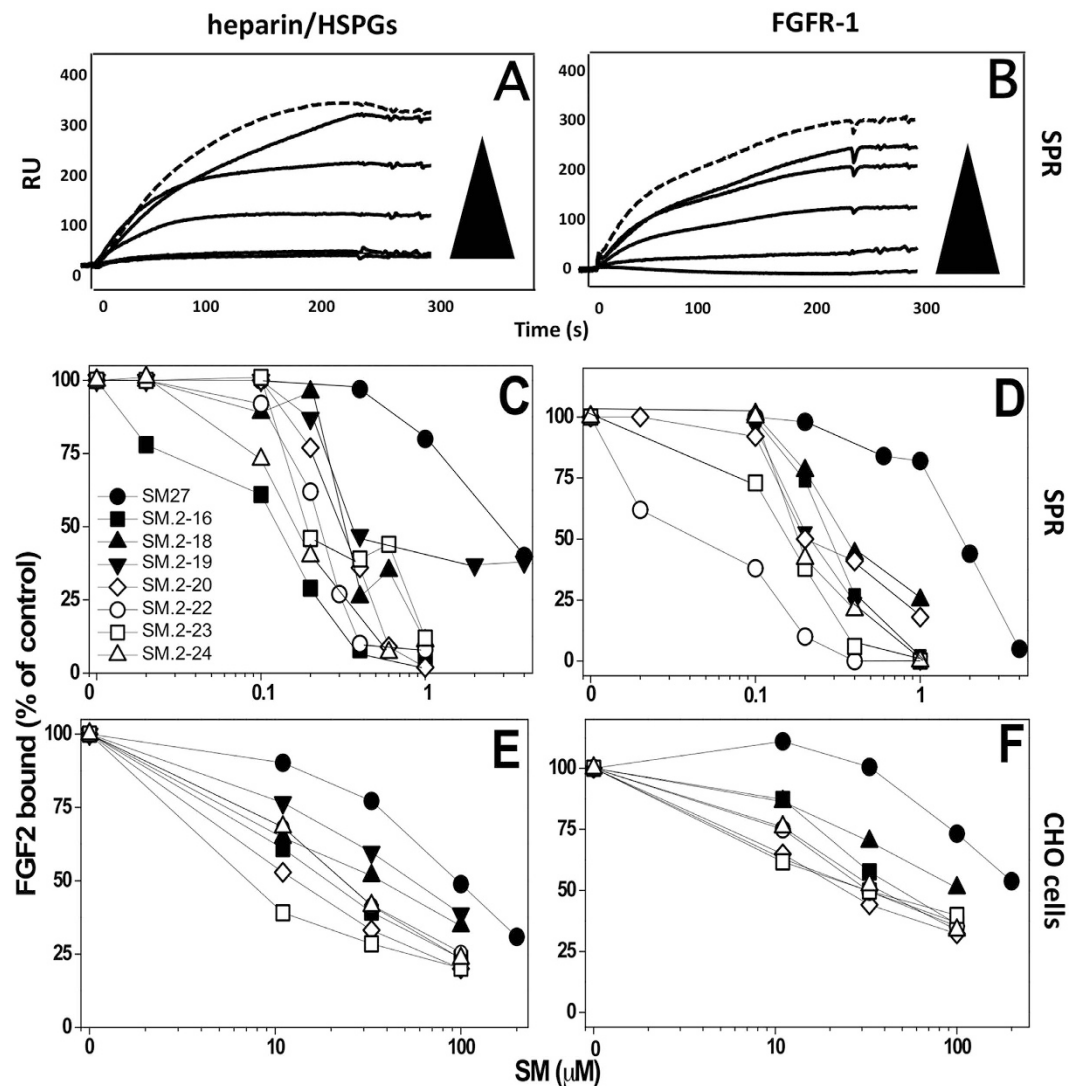 heparin/HSPGs
FGFR-1
A
B
400
300
200
100
0
RU
0
100
200
300
400
300
200
100
0
0
100
200
300
SPR
Time (s)
C
D
100
75
50
25
0
SM27
SM.2-16
SM.2-18
SM.2-19
SM.2-20
SM.2-22
SM.2-23
SM.2-24
0
0.1
1
100
75
50
25
0
0
0.1
1
SPR
FGF2 bound (% of control)
E
F
100
75
50
25
0
0
10
100
100
75
50
25
0
0
10
100
CHO cells
SM (μM)